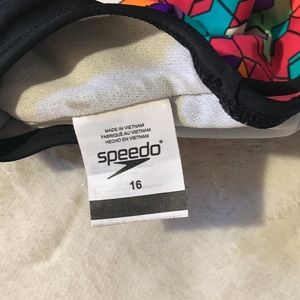 MADE IN VIETNAM
FABRIQUÉ AU VIETNAM
HECHO EN VIETNAM
speedo
16